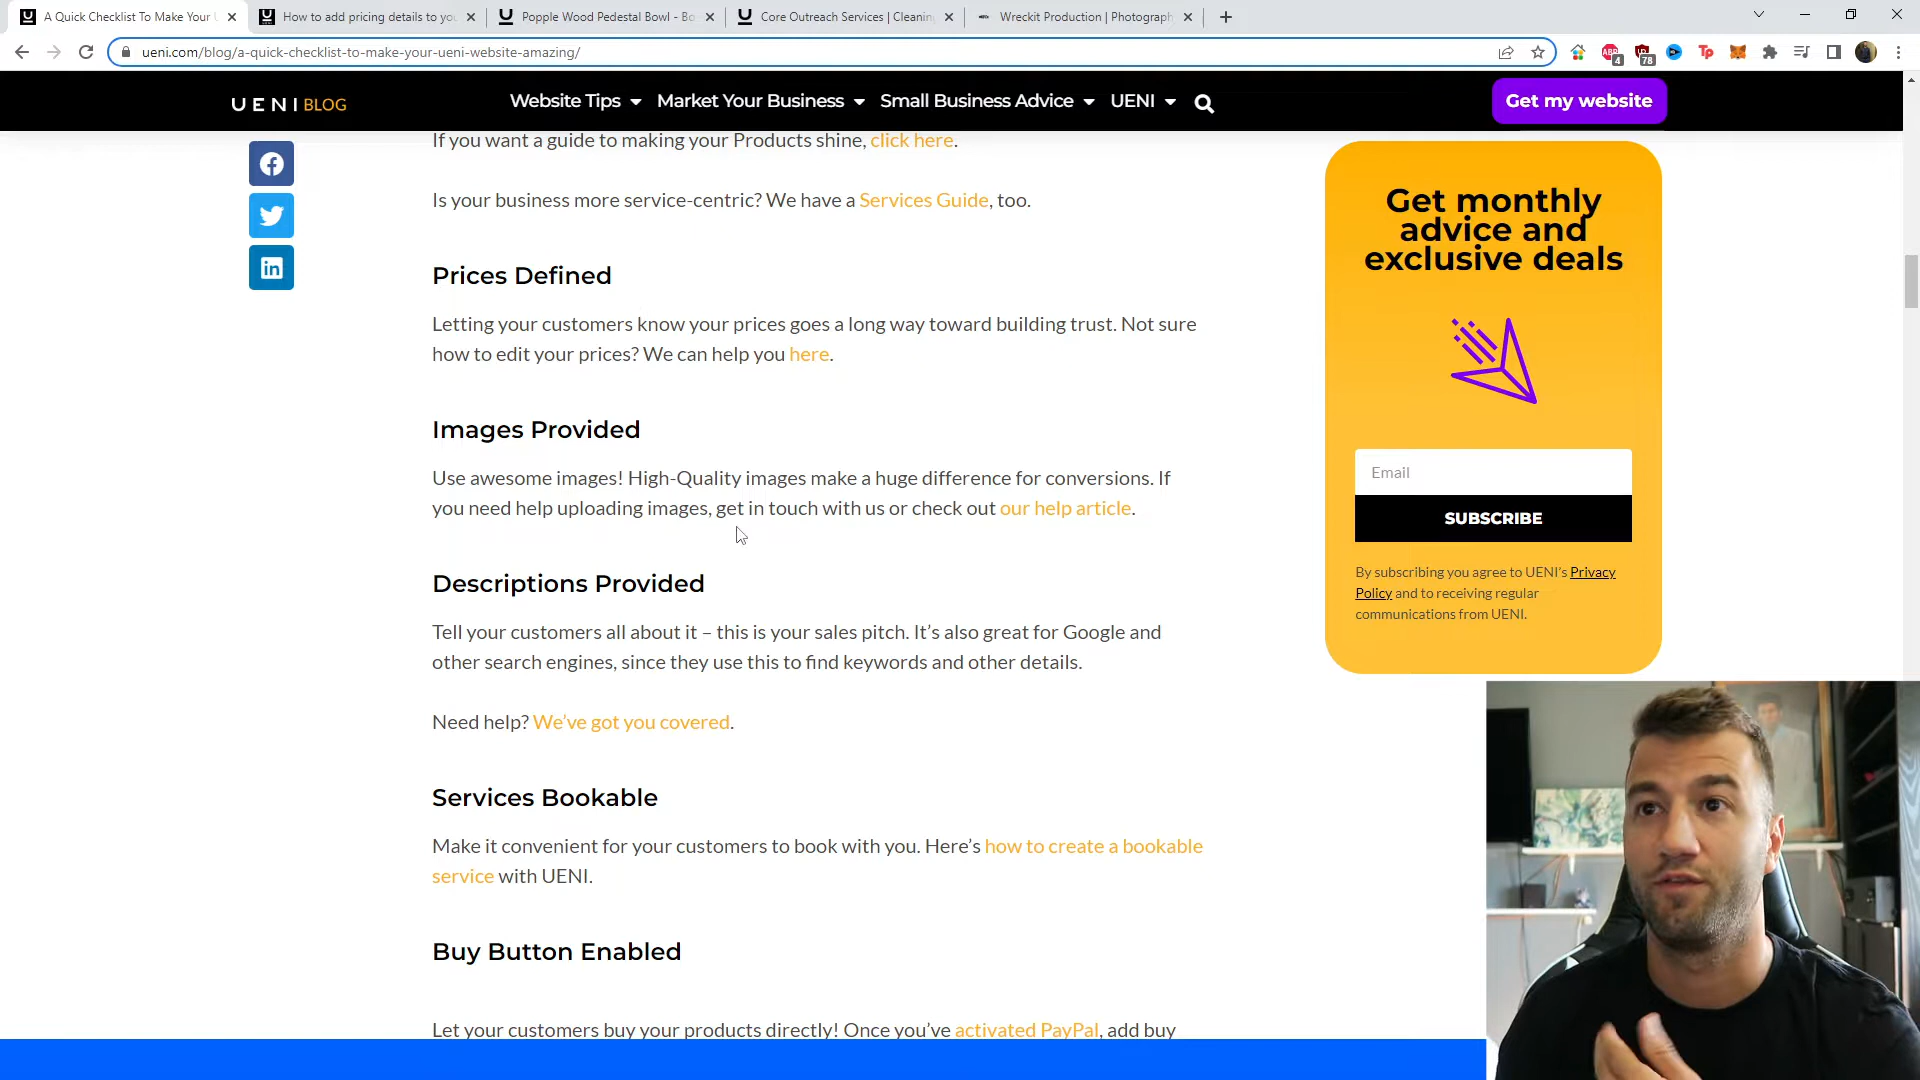 A Quick Checklist To Make Your U
How to add pricing details to yo
Popple Wood Pedestal Bowl - Bo
Core Outreach Services | Cleanin
Wreckit Production | Photograph
ueni.com/blog/a-quick-checklist-to-make-your-ueni-website-amazing/
4
78
UENI BLOG
Website Tips
Market Your Business
Small Business Advice
UENI
Get my website
If you want a guide to making your Products shine, click here.
Is your business more service-centric? We have a Services Guide, too.
Prices Defined
Letting your customers know your prices goes a long way toward building trust. Not sure
how to edit your prices? We can help you here.
Images Provided
Use awesome images! High-Quality images make a huge difference for conversions. If
you need help uploading images, get in touch with us or check out our help article.
Descriptions Provided
Tell your customers all about it – this is your sales pitch. It's also great for Google and
other search engines, since they use this to find keywords and other details.
Need help? We've got you covered.
Services Bookable
Make it convenient for your customers to book with you. Here's how to create a bookable
service with UENI.
Buy Button Enabled
Let your customers buy your products directly! Once you've activated PayPal, add buy
Get monthly
advice and
exclusive deals
Email
SUBSCRIBE
By subscribing you agree to UENI's Privacy
Policy and to receiving regular
communications from UENI.